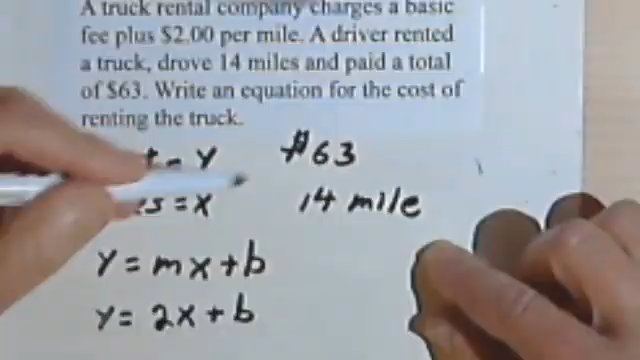 A truck rental company charges a basic
fee plus $2.00 per mile. A driver rented
a truck, drove 14 miles and paid a total
of $63. Write an equation for the cost of
renting the truck.
t = y $63
es = x 14 mile
y = mx + b
y = 2x + b